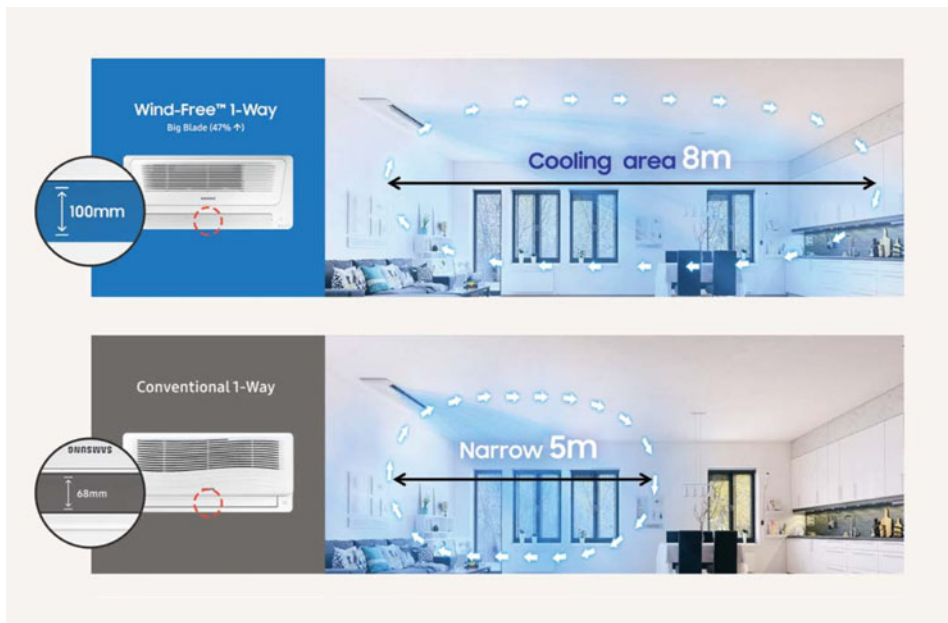 Wind-Free™ 1-Way
Big Blade (47% ↑)
100mm
Cooling area 8m
Conventional 1-Way
SAMSUNG
68mm
Narrow 5m